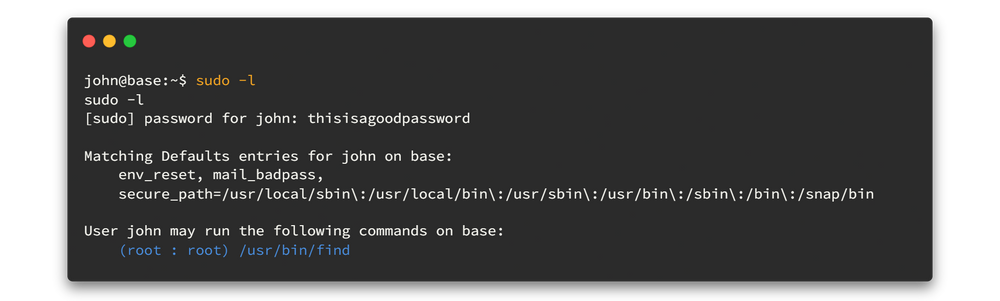 john@base:~$ sudo -l
sudo -l
[sudo] password for john: thisisagoodpassword
Matching Defaults entries for john on base:
env_reset, mail_badpass,
secure_path=/usr/local/sbin\:/usr/local/bin\:/usr/sbin\:/usr/bin\:/sbin\:/bin\:/snap/bin
User john may run the following commands on base:
(root : root) /usr/bin/find